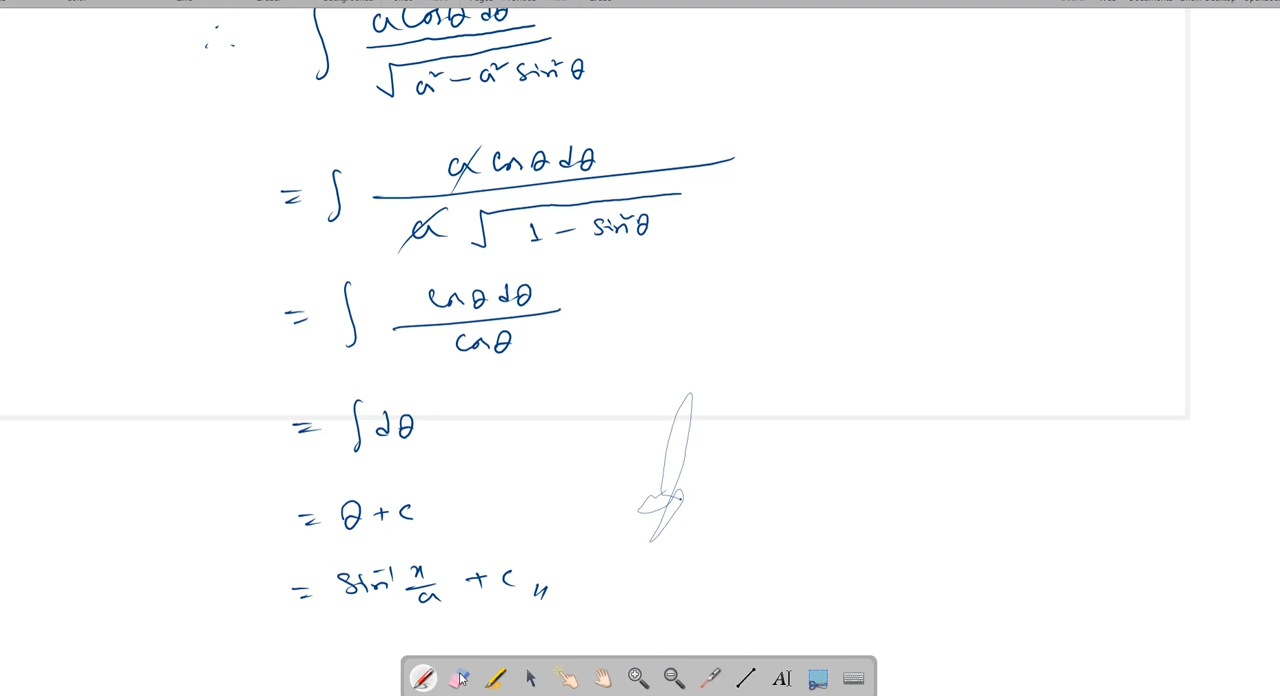 ∴ ∫ a cosθ dθ / √(a² − a² sin²θ)
= ∫ a cosθ dθ / a √(1 − sin²θ)
= ∫ cosθ dθ / cosθ
= ∫ dθ
= θ + c
= sin⁻¹ x/a + c //